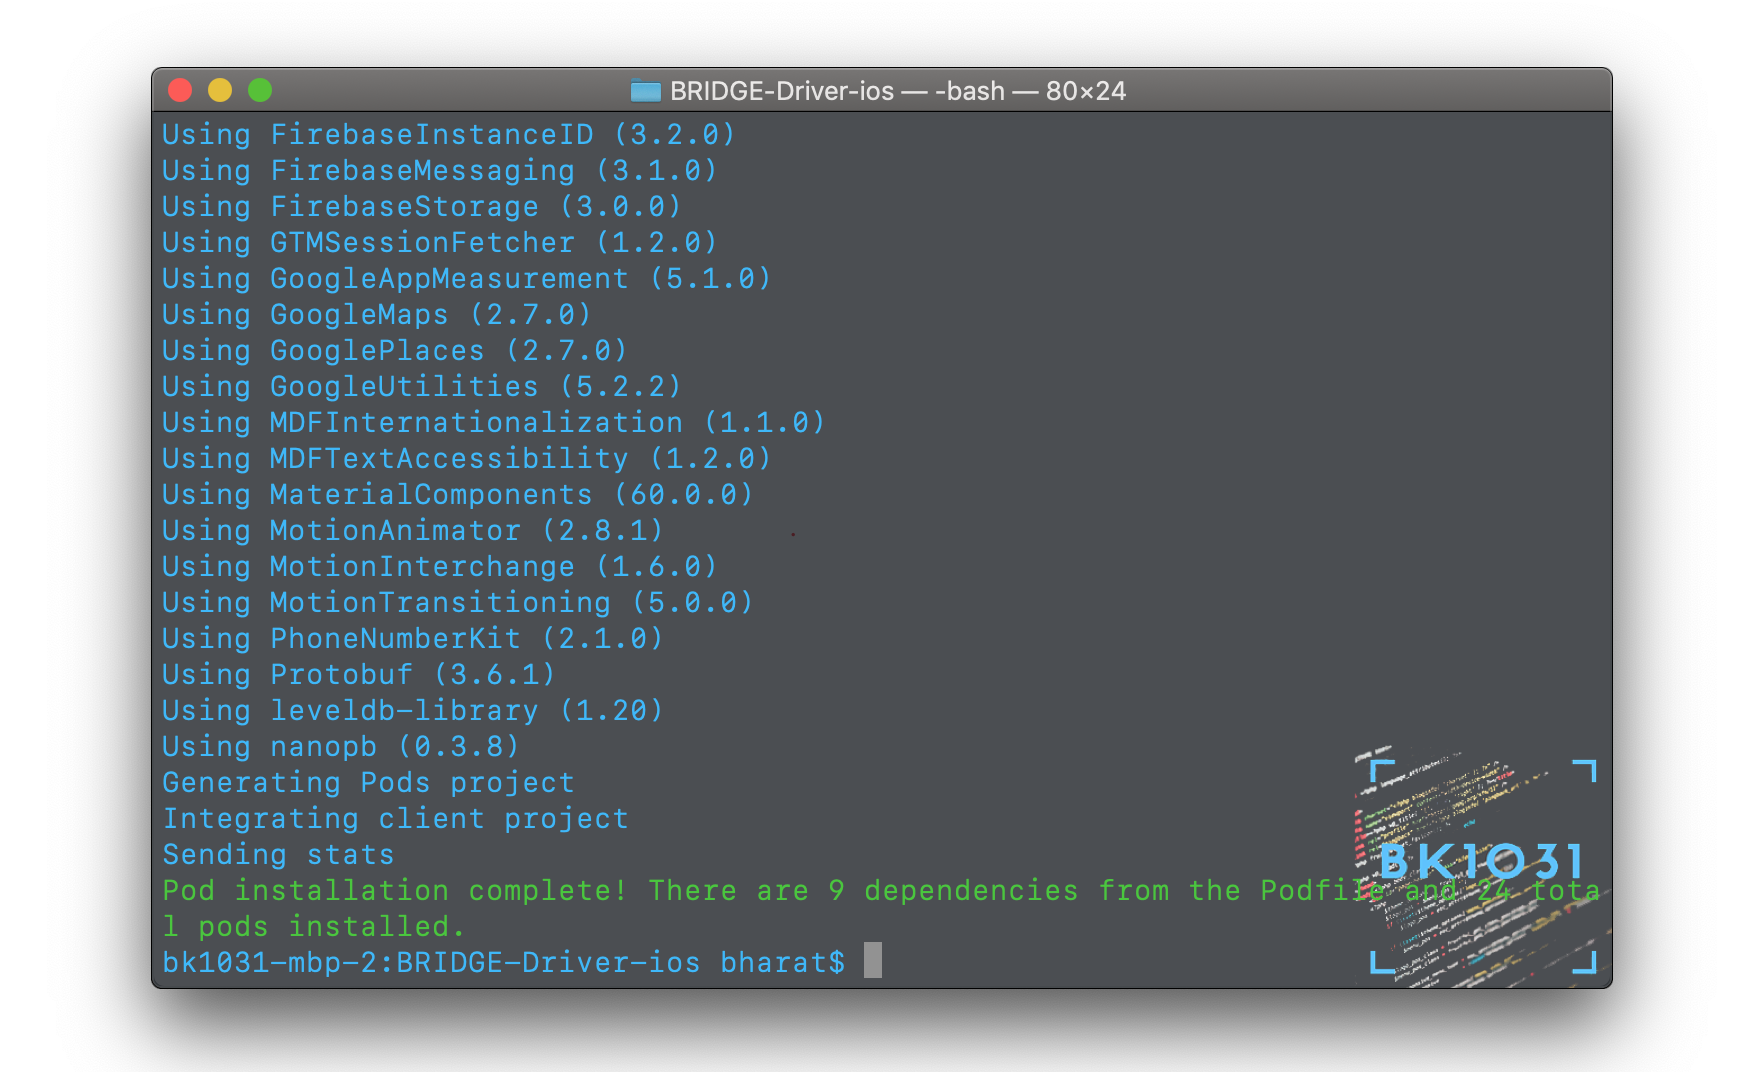 BRIDGE-Driver-ios — -bash — 80×24
Using FirebaseInstanceID (3.2.0)
Using FirebaseMessaging (3.1.0)
Using FirebaseStorage (3.0.0)
Using GTMSessionFetcher (1.2.0)
Using GoogleAppMeasurement (5.1.0)
Using GoogleMaps (2.7.0)
Using GooglePlaces (2.7.0)
Using GoogleUtilities (5.2.2)
Using MDFInternationalization (1.1.0)
Using MDFTextAccessibility (1.2.0)
Using MaterialComponents (60.0.0)
Using MotionAnimator (2.8.1)
Using MotionInterchange (1.6.0)
Using MotionTransitioning (5.0.0)
Using PhoneNumberKit (2.1.0)
Using Protobuf (3.6.1)
Using leveldb-library (1.20)
Using nanopb (0.3.8)
Generating Pods project
Integrating client project
Sending stats
Pod installation complete! There are 9 dependencies from the Podfile and 24 tota
l pods installed.
bk1031-mbp-2:BRIDGE-Driver-ios bharat$
BK1031